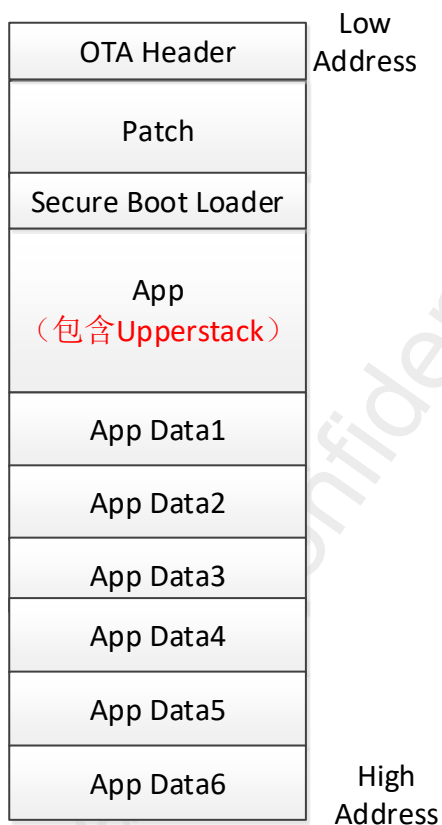 OTA Header
Low
Address
Patch
Secure Boot Loader
App
（包含Upperstack）
App Data1
App Data2
App Data3
App Data4
App Data5
App Data6
High
Address